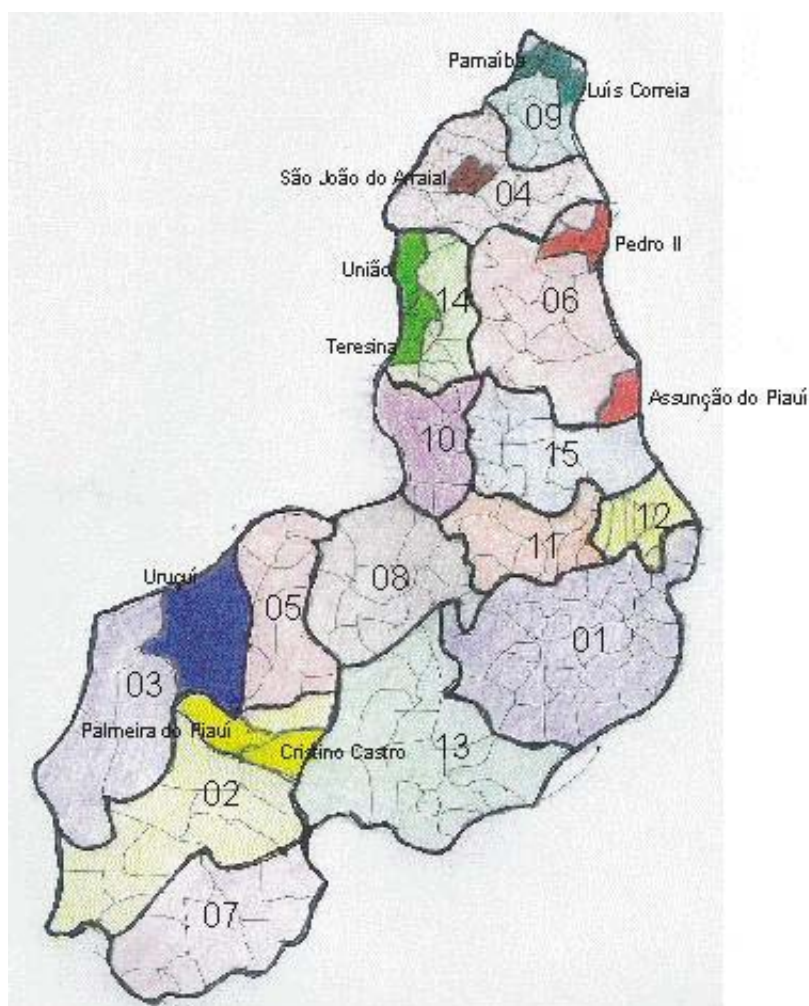 Parnaíba
Luís Correia
09
São João do Arraial
04
Pedro II
União
14
06
Teresina
Assunção do Piauí
10
15
12
11
Uruçuí
08
05
01
03
Palmeira do Piauí
Cristino Castro
13
02
07